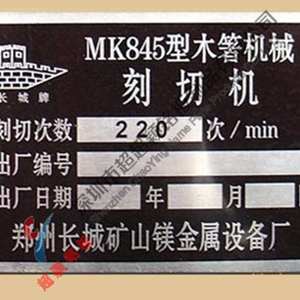 MK845型木箸机械
长城牌
刻切机
刻切次数 220 次/min
出厂编号
出厂日期 年 月
郑州长城矿山镁金属设备厂